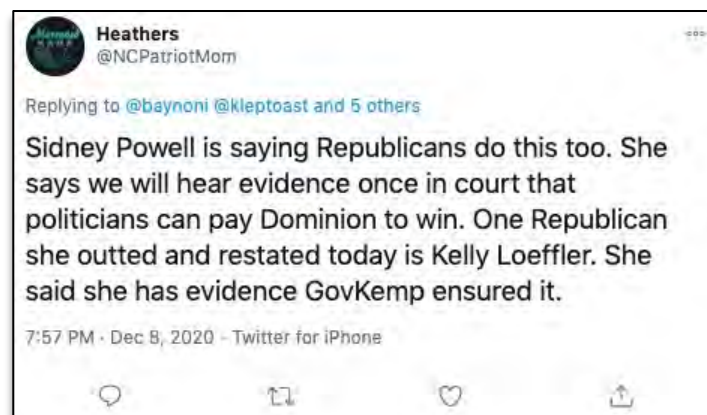 Heathers
@NCPatriotMom
Replying to @baynoni @kleptoast and 5 others
Sidney Powell is saying Republicans do this too. She
says we will hear evidence once in court that
politicians can pay Dominion to win. One Republican
she outted and restated today is Kelly Loeffler. She
said she has evidence GovKemp ensured it.
7:57 PM · Dec 8, 2020 · Twitter for iPhone